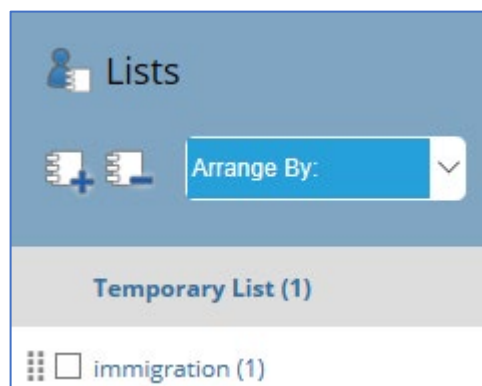 Lists
Arrange By:
Temporary List (1)
immigration (1)